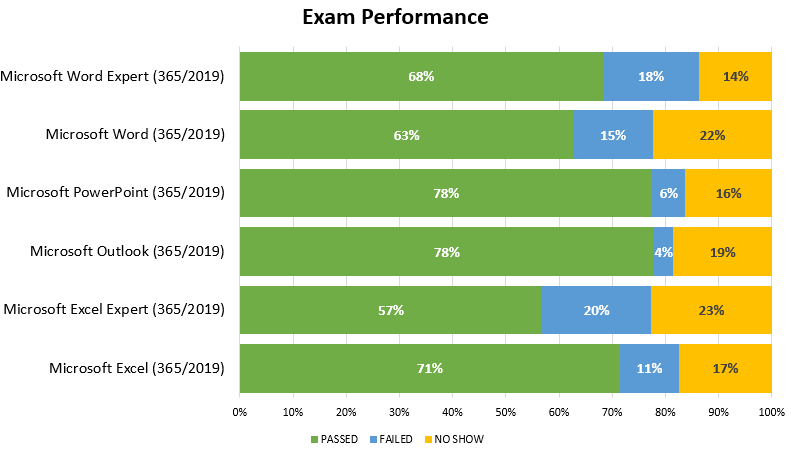 Exam Performance
Microsoft Word Expert (365/2019) 68% 18% 14%
Microsoft Word (365/2019) 63% 15% 22%
Microsoft PowerPoint (365/2019) 78% 6% 16%
Microsoft Outlook (365/2019) 78% 4% 19%
Microsoft Excel Expert (365/2019) 57% 20% 23%
Microsoft Excel (365/2019) 71% 11% 17%
0% 10% 20% 30% 40% 50% 60% 70% 80% 90% 100%
PASSED FAILED NO SHOW